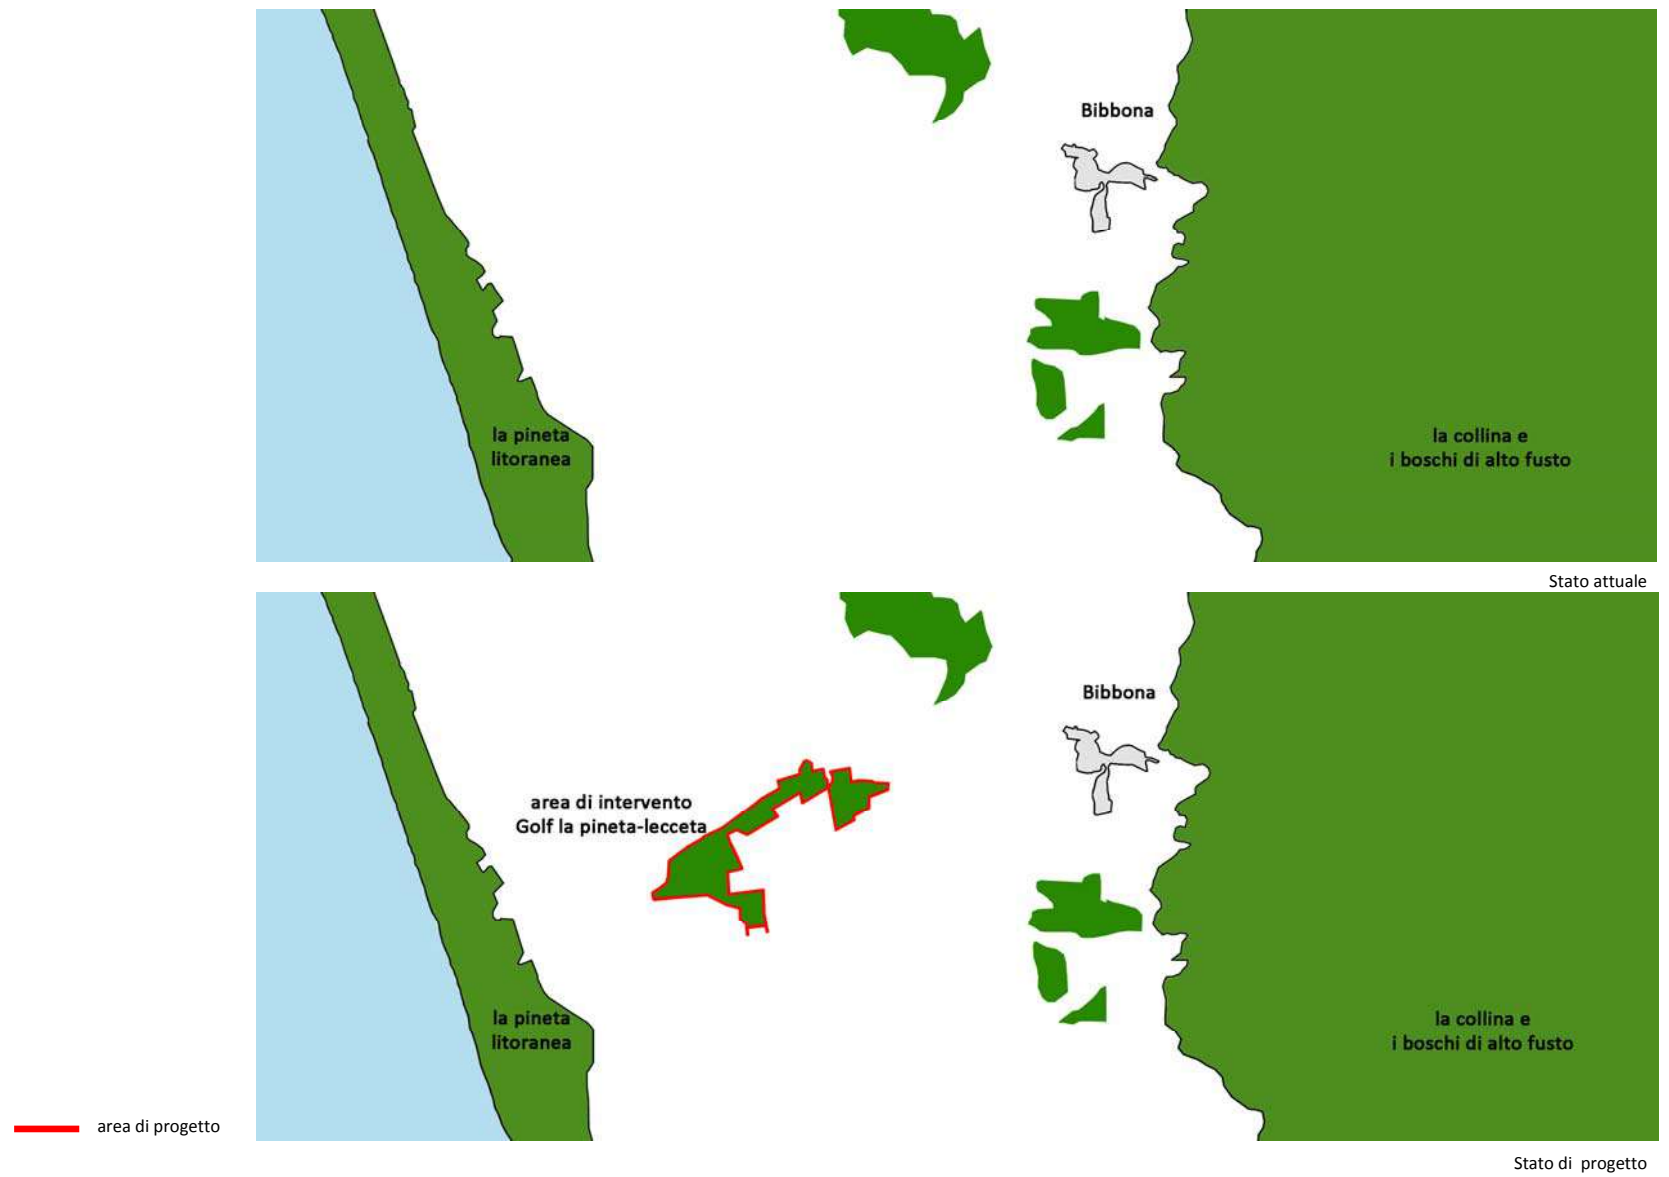 Bibbona
la pineta
litoranea
la collina e
i boschi di alto fusto
Stato attuale
Bibbona
area di intervento
Golf la pineta-lecceta
la pineta
litoranea
la collina e
i boschi di alto fusto
area di progetto
Stato di progetto